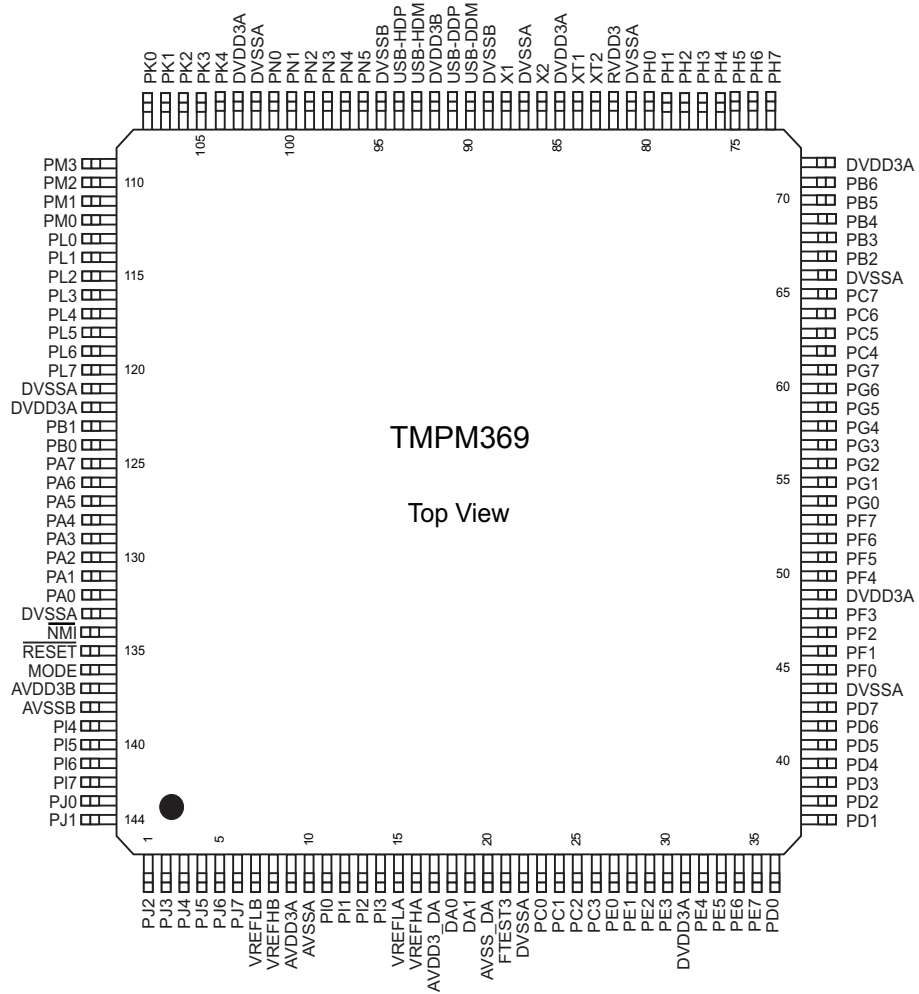 PK0
PK1
PK2
PK3
PK4
DVDD3A
DVSSA
PN0
PN1
PN2
PN3
PN4
PN5
DVSSB
USB-HDP
USB-HDM
DVDD3B
USB-DDP
USB-DDM
DVSSB
X1
DVSSA
X2
DVDD3A
XT1
XT2
RVDD3
DVSSA
PH0
PH1
PH2
PH3
PH4
PH5
PH6
PH7
105
100
95
90
85
80
75
PM3
PM2
PM1
PM0
PL0
PL1
PL2
PL3
PL4
PL5
PL6
PL7
DVSSA
DVDD3A
PB1
PB0
PA7
PA6
PA5
PA4
PA3
PA2
PA1
PA0
DVSSA
NMI
RESET
MODE
AVDD3B
AVSSB
PI4
PI5
PI6
PI7
PJ0
PJ1
110
115
120
125
130
135
140
144
TMPM369
Top View
70
65
60
55
50
45
40
DVDD3A
PB6
PB5
PB4
PB3
PB2
DVSSA
PC7
PC6
PC5
PC4
PG7
PG6
PG5
PG4
PG3
PG2
PG1
PG0
PF7
PF6
PF5
PF4
DVDD3A
PF3
PF2
PF1
PF0
DVSSA
PD7
PD6
PD5
PD4
PD3
PD2
PD1
1
5
10
15
20
25
30
35
PJ2
PJ3
PJ4
PJ5
PJ6
PJ7
VREFLB
VREFHB
AVDD3A
AVSSA
PI0
PI1
PI2
PI3
VREFLA
VREFHA
AVDD3_DA
DA0
DA1
AVSS_DA
FTEST3
DVSSA
PC0
PC1
PC2
PC3
PE0
PE1
PE2
PE3
DVDD3A
PE4
PE5
PE6
PE7
PD0